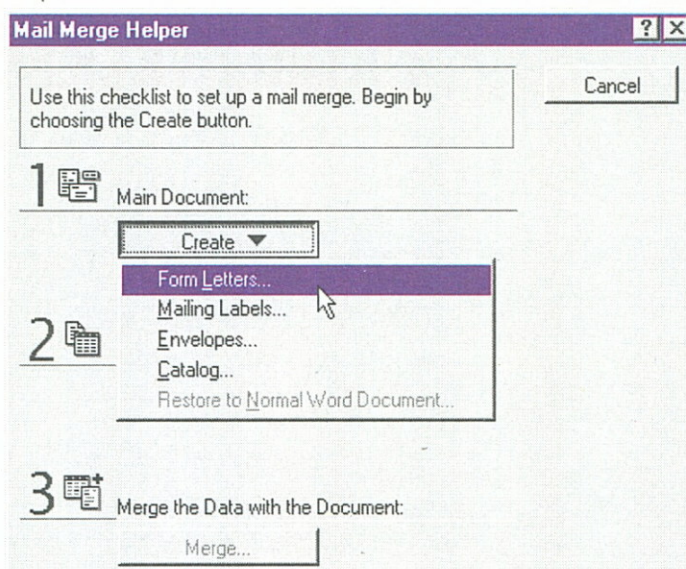 Mail Merge Helper
? X
Use this checklist to set up a mail merge. Begin by
choosing the Create button.
Cancel
1 Main Document:
Create
Form Letters...
Mailing Labels...
2 Envelopes...
Catalog...
Restore to Normal Word Document...
3 Merge the Data with the Document:
Merge...